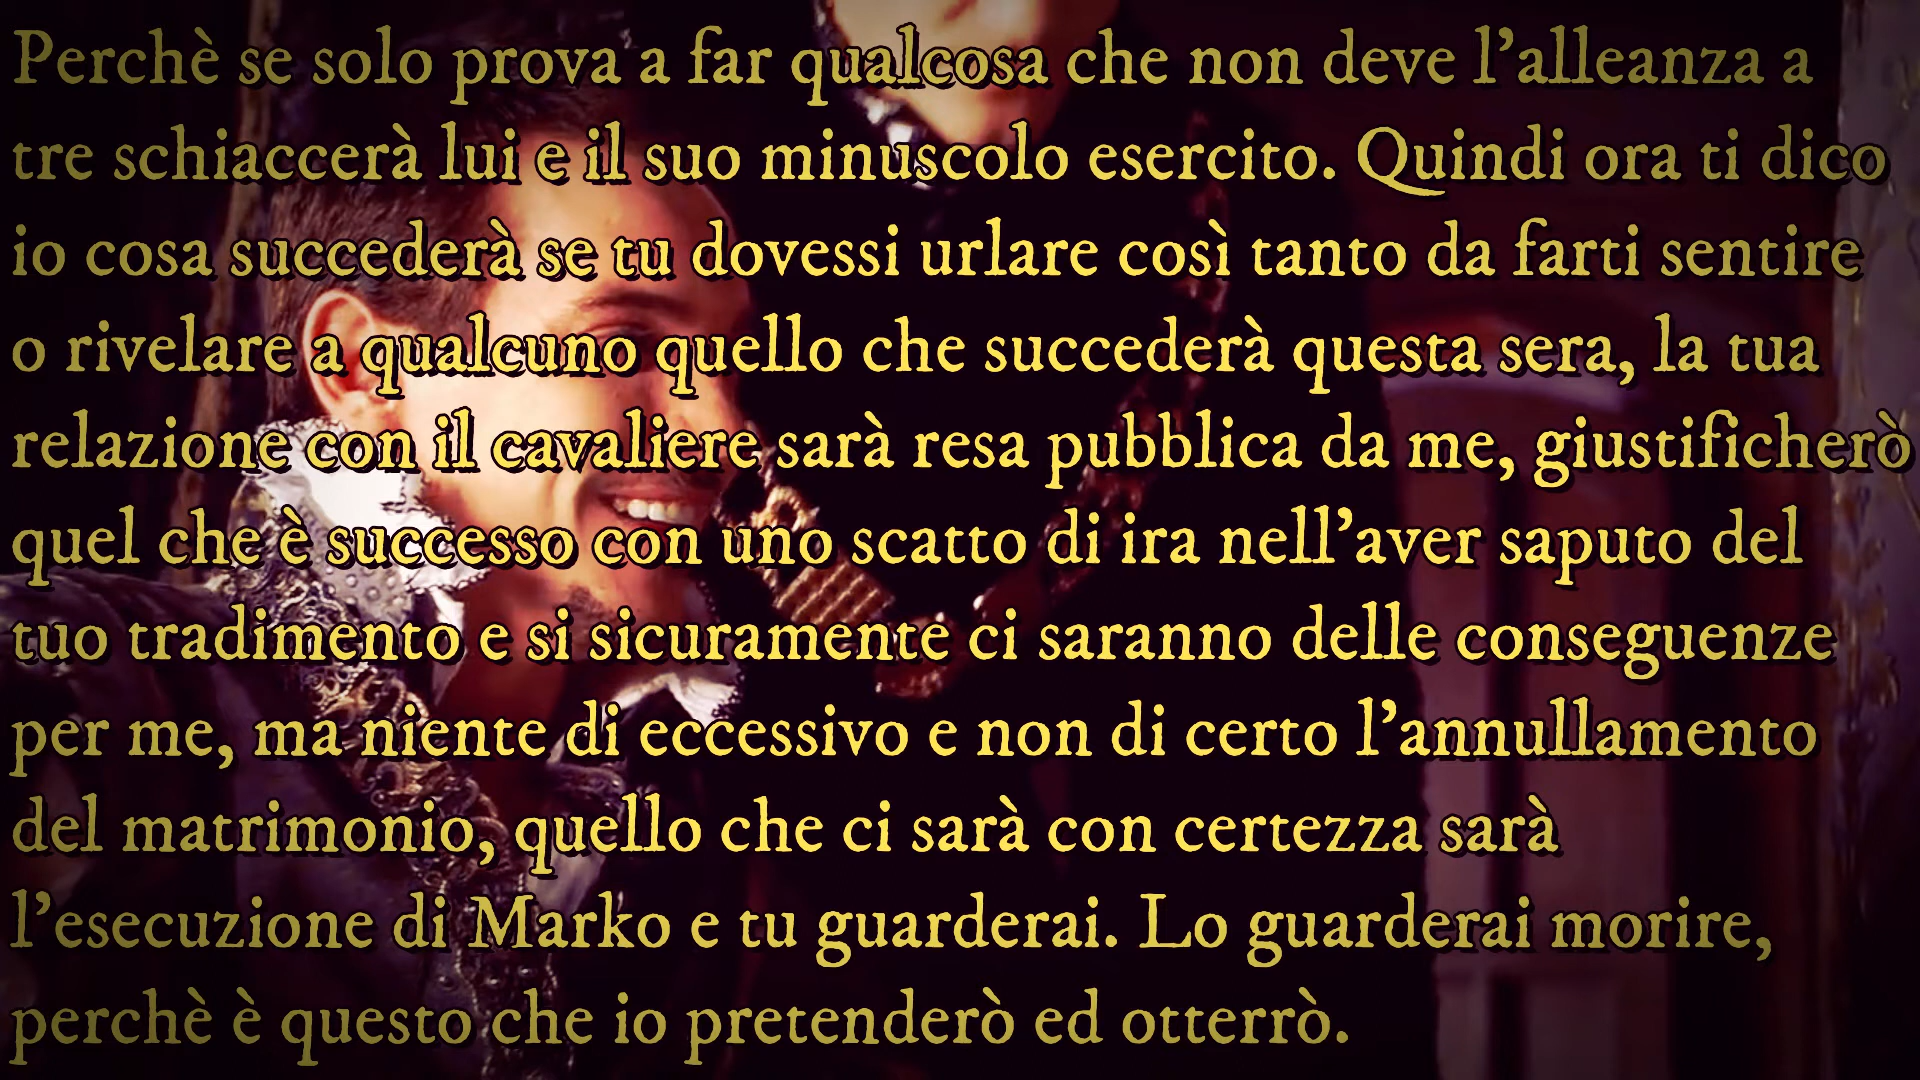 Perchè se solo prova a far qualcosa che non deve l'alleanza a
tre schiaccerà lui e il suo minuscolo esercito. Quindi ora ti dico
io cosa succederà se tu dovessi urlare così tanto da farti sentire
o rivelare a qualcuno quello che succederà questa sera, la tua
relazione con il cavaliere sarà resa pubblica da me, giustificherò
quel che è successo con uno scatto di ira nell'aver saputo del
tuo tradimento e si sicuramente ci saranno delle conseguenze
per me, ma niente di eccessivo e non di certo l'annullamento
del matrimonio, quello che ci sarà con certezza sarà
l'esecuzione di Marko e tu guarderai. Lo guarderai morire,
perchè è questo che io pretenderò ed otterrò.